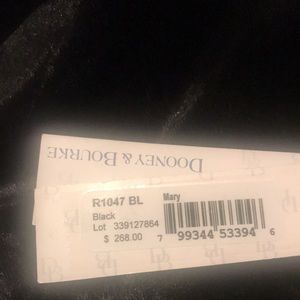 DOONEY & BOURKE
R1047 BL
Mary
Black
Lot 339127864
$ 268.00
7 99344 53394 6